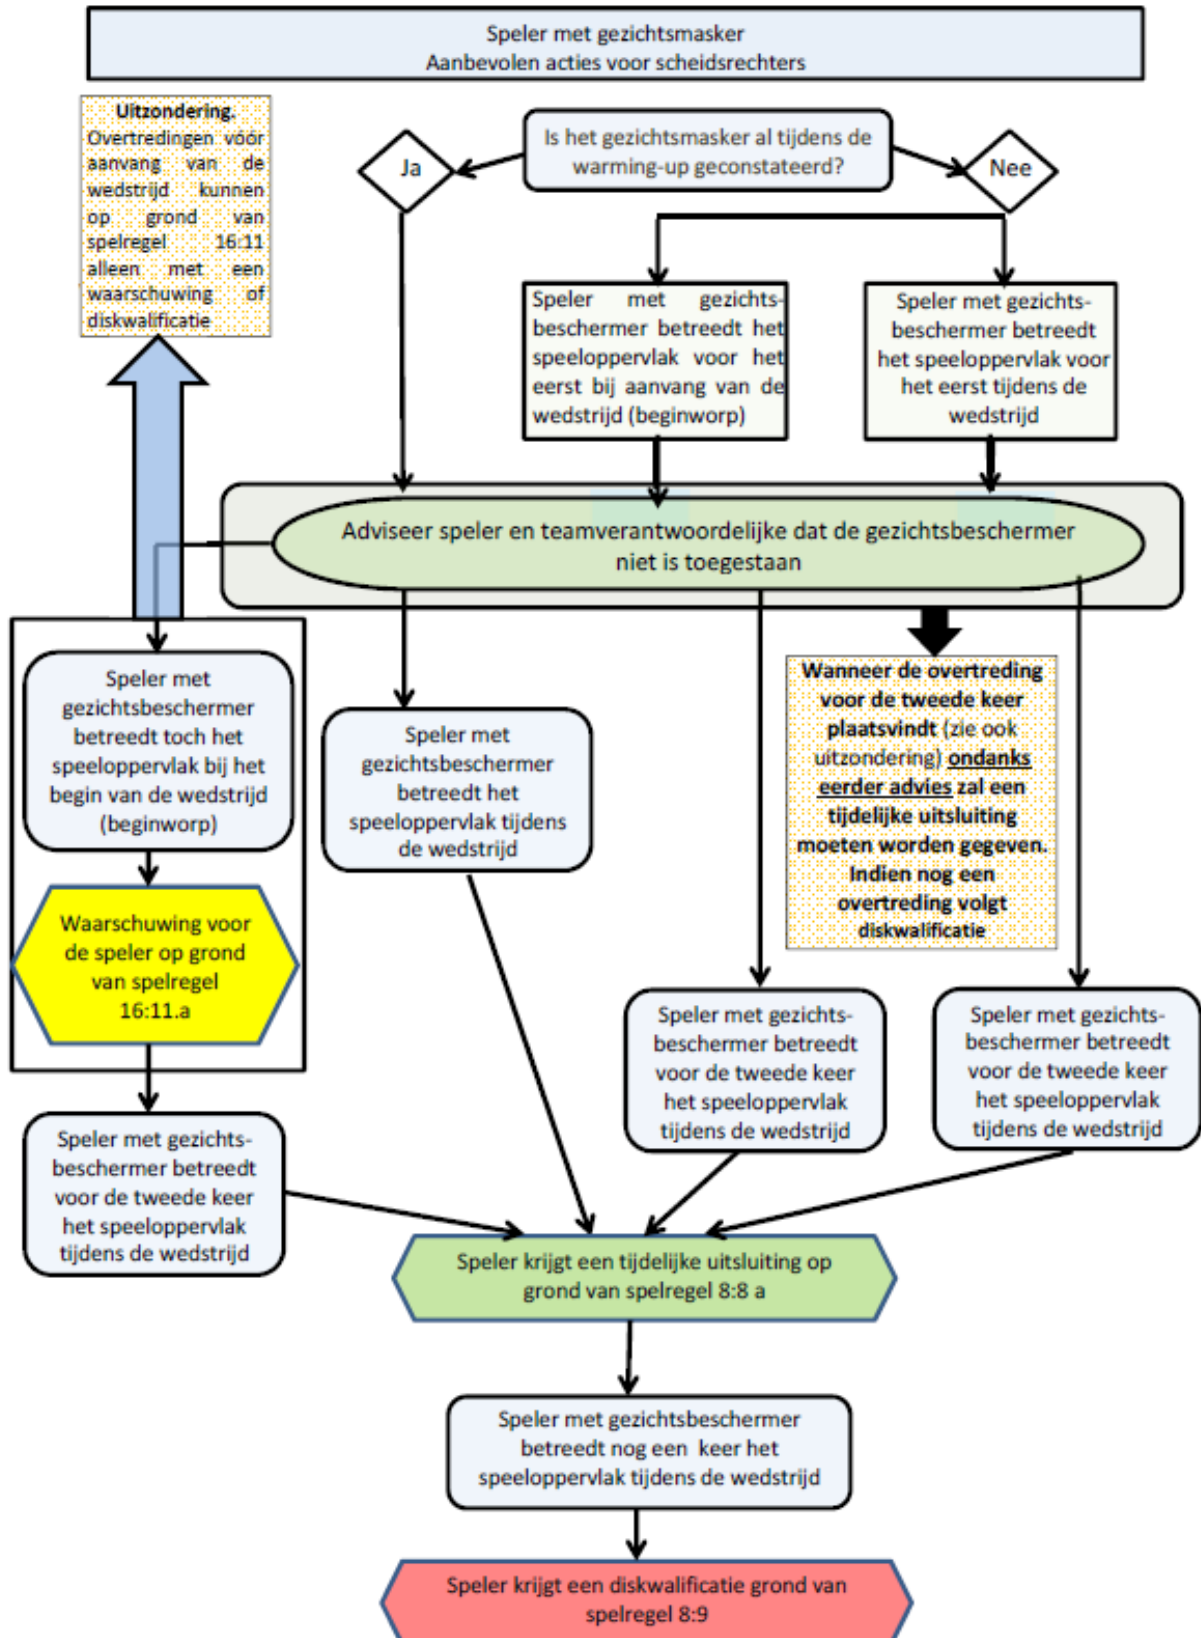 Speler met gezichtsmasker
Aanbevolen acties voor scheidsrechters
Uitzondering.
Overtredingen vóór
aanvang van de
wedstrijd kunnen
op grond van
spelregel 16:11
alleen met een
waarschuwing of
diskwalificatie
Is het gezichtsmasker al tijdens de
warming-up geconstateerd?
Ja
Nee
Speler met gezichts-
beschermer betreedt het
speeloppervlak voor het
eerst bij aanvang van de
wedstrijd (beginworp)
Speler met gezichts-
beschermer betreedt
het speeloppervlak voor
het eerst tijdens de
wedstrijd
Adviseer speler en teamverantwoordelijke dat de gezichtsbeschermer
niet is toegestaan
Speler met
gezichtsbeschermer
betreedt toch het
speeloppervlak bij het
begin van de wedstrijd
(beginworp)
Speler met
gezichtsbeschermer
betreedt het
speeloppervlak tijdens
de wedstrijd
Wanneer de overtreding
voor de tweede keer
plaatsvindt (zie ook
uitzondering) ondanks
eerder advies zal een
tijdelijke uitsluiting
moeten worden gegeven.
Indien nog een
overtreding volgt
diskwalificatie
Waarschuwing voor
de speler op grond
van spelregel
16:11.a
Speler met gezichts-
beschermer betreedt
voor de tweede keer
het speeloppervlak
tijdens de wedstrijd
Speler met gezichts-
beschermer betreedt
voor de tweede keer
het speeloppervlak
tijdens de wedstrijd
Speler met gezichts-
beschermer betreedt
voor de tweede keer
het speeloppervlak
tijdens de wedstrijd
Speler krijgt een tijdelijke uitsluiting op
grond van spelregel 8:8 a
Speler met gezichtsbeschermer
betreedt nog een keer het
speeloppervlak tijdens de wedstrijd
Speler krijgt een diskwalificatie grond van
spelregel 8:9